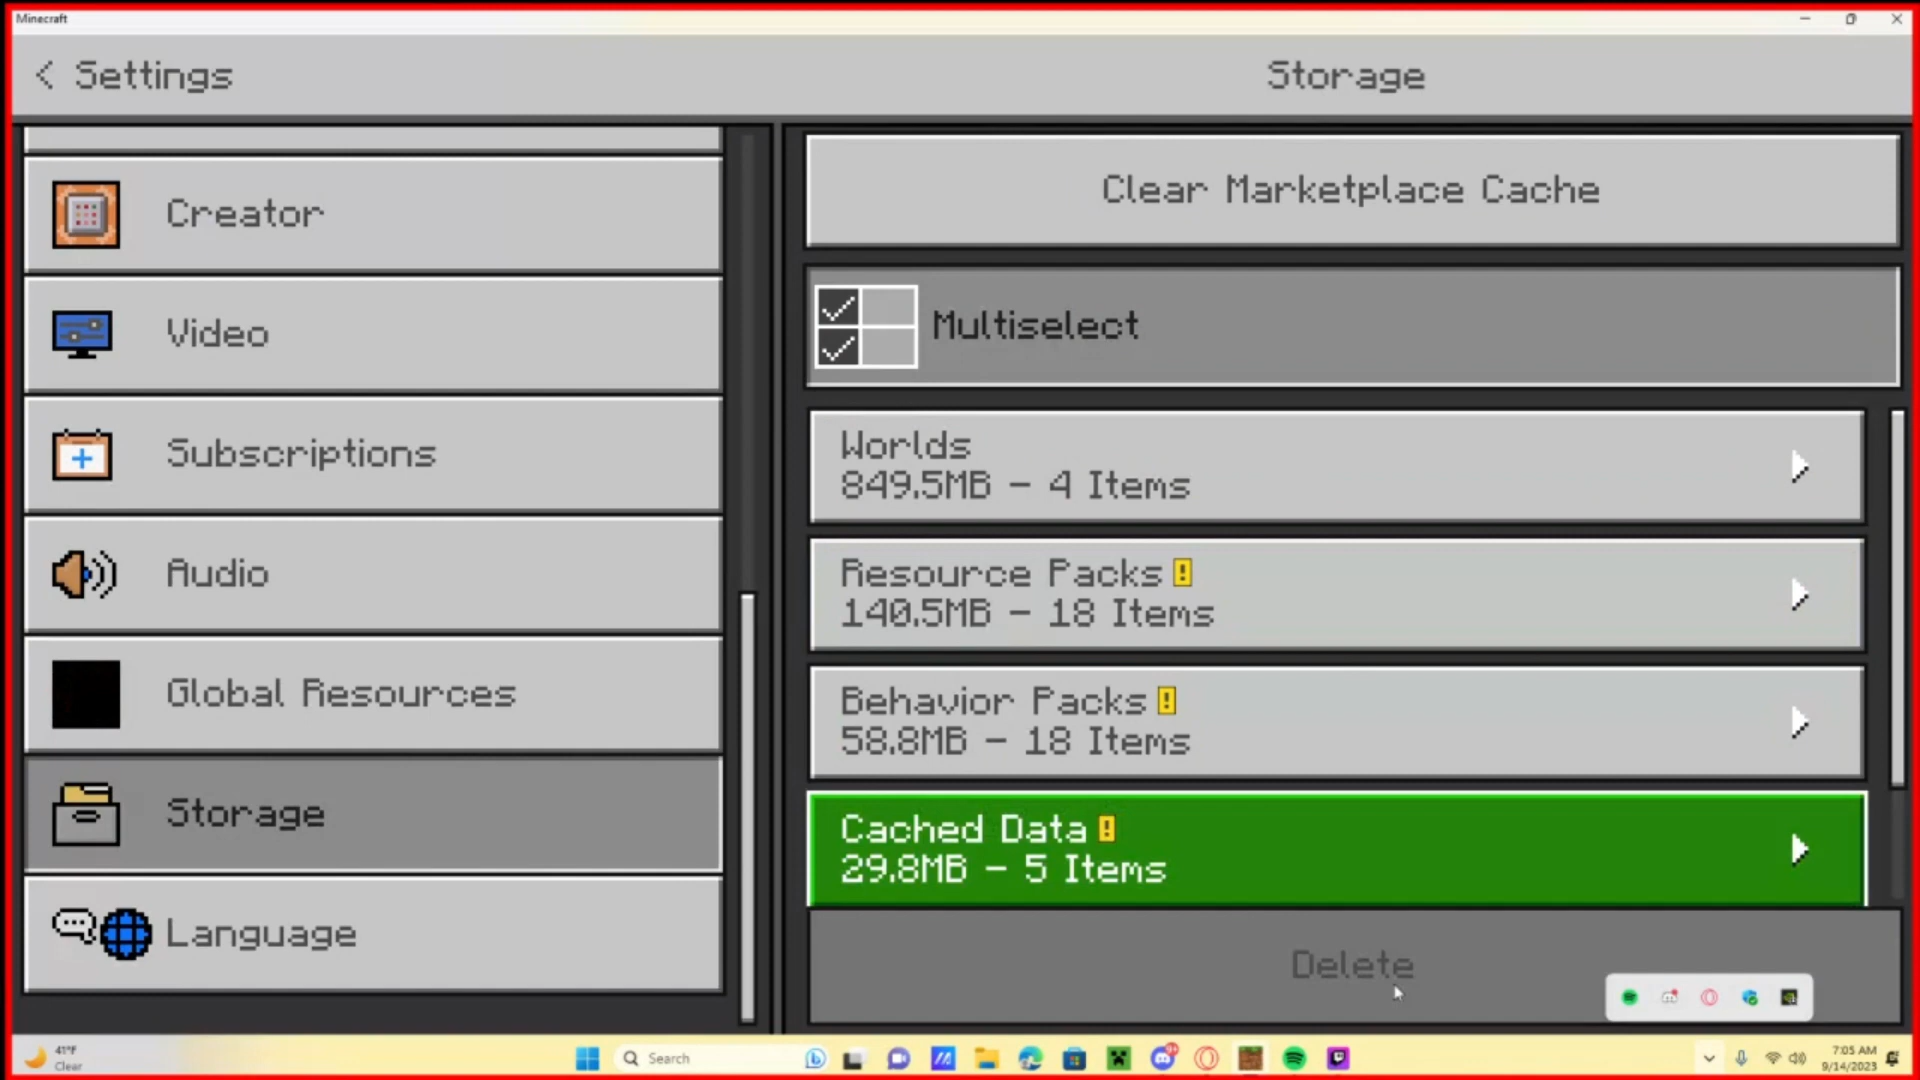 Minecraft
Settings
Storage
Creator
Video
Subscriptions
Audio
Global Resources
Storage
Language
Clear Marketplace Cache
Multiselect
Worlds
849.5MB - 4 Items
Resource Packs
140.5MB - 18 Items
Behavior Packs
58.8MB - 18 Items
Cached Data
29.8MB - 5 Items
Delete
41°F
Clear
Search
7:05 AM
9/14/2023